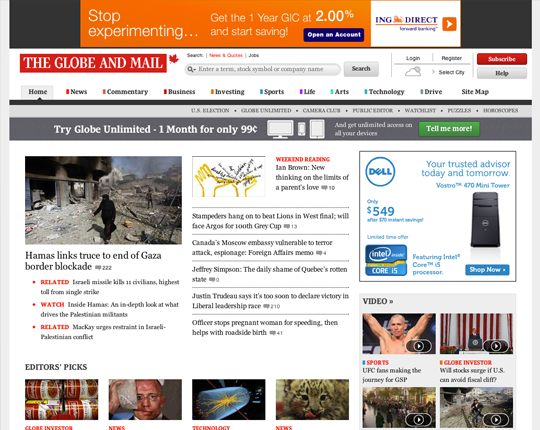 Stop
experimenting...
Get the 1 Year GIC at 2.00%
and start saving!
Open an Account
ING DIRECT
forward banking
THE GLOBE AND MAIL
Search: | News & Quotes | Jobs
Enter a term, stock symbol or company name
Search
Login
Register
Select City
Subscribe
Help
Home
News
Commentary
Business
Investing
Sports
Life
Arts
Technology
Drive
Site Map
U.S. ELECTION • GLOBE UNLIMITED • CAMERA CLUB • PUBLIC EDITOR • WATCHLIST • PUZZLES • HOROSCOPES
Try Globe Unlimited - 1 Month for only 99¢
And get unlimited access on
all your devices
Tell me more!
Hamas links truce to end of Gaza
border blockade 222
RELATED Israeli missile kills 11 civilians, highest
toll from single strike
WATCH Inside Hamas: An in-depth look at what
drives the Palestinian militants
RELATED MacKay urges restraint in Israeli-
Palestinian conflict
WEEKEND READING
Ian Brown: New
thinking on the limits of
a parent's love 10
Stampeders hang on to beat Lions in West final; will
face Argos for 100th Grey Cup 13
Canada's Moscow embassy vulnerable to terror
attack, espionage: Foreign Affairs memo 4
Jeffrey Simpson: The daily shame of Quebec's rotten
state 0
Justin Trudeau says it's too soon to declare victory in
Liberal leadership race 210
Officer stops pregnant woman for speeding, then
helps with roadside birth 41
DELL
Your trusted advisor
today and tomorrow.
Vostro™ 470 Mini Tower
Only
$549
after $70 instant savings!
Limited time offer
intel
inside
CORE i5
Featuring Intel®
Core™ i5
processor.
Shop Now >
VIDEO »
SPORTS
UFC fans making the
journey for GSP
GLOBE INVESTOR
Will stocks surge if U.S.
can avoid fiscal cliff?
EDITORS' PICKS
GLOBE INVESTOR
NEWS
TECHNOLOGY
NEWS